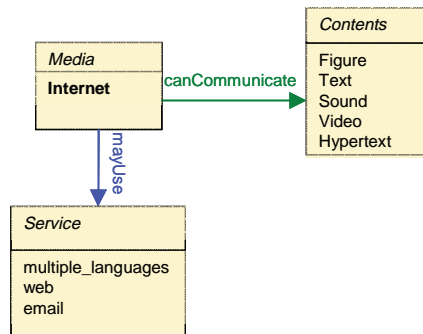 Contents
Media
Internet
canCommunicate
Figure
Text
Sound
Video
Hypertext
mayUse
Service
multiple_languages
web
email